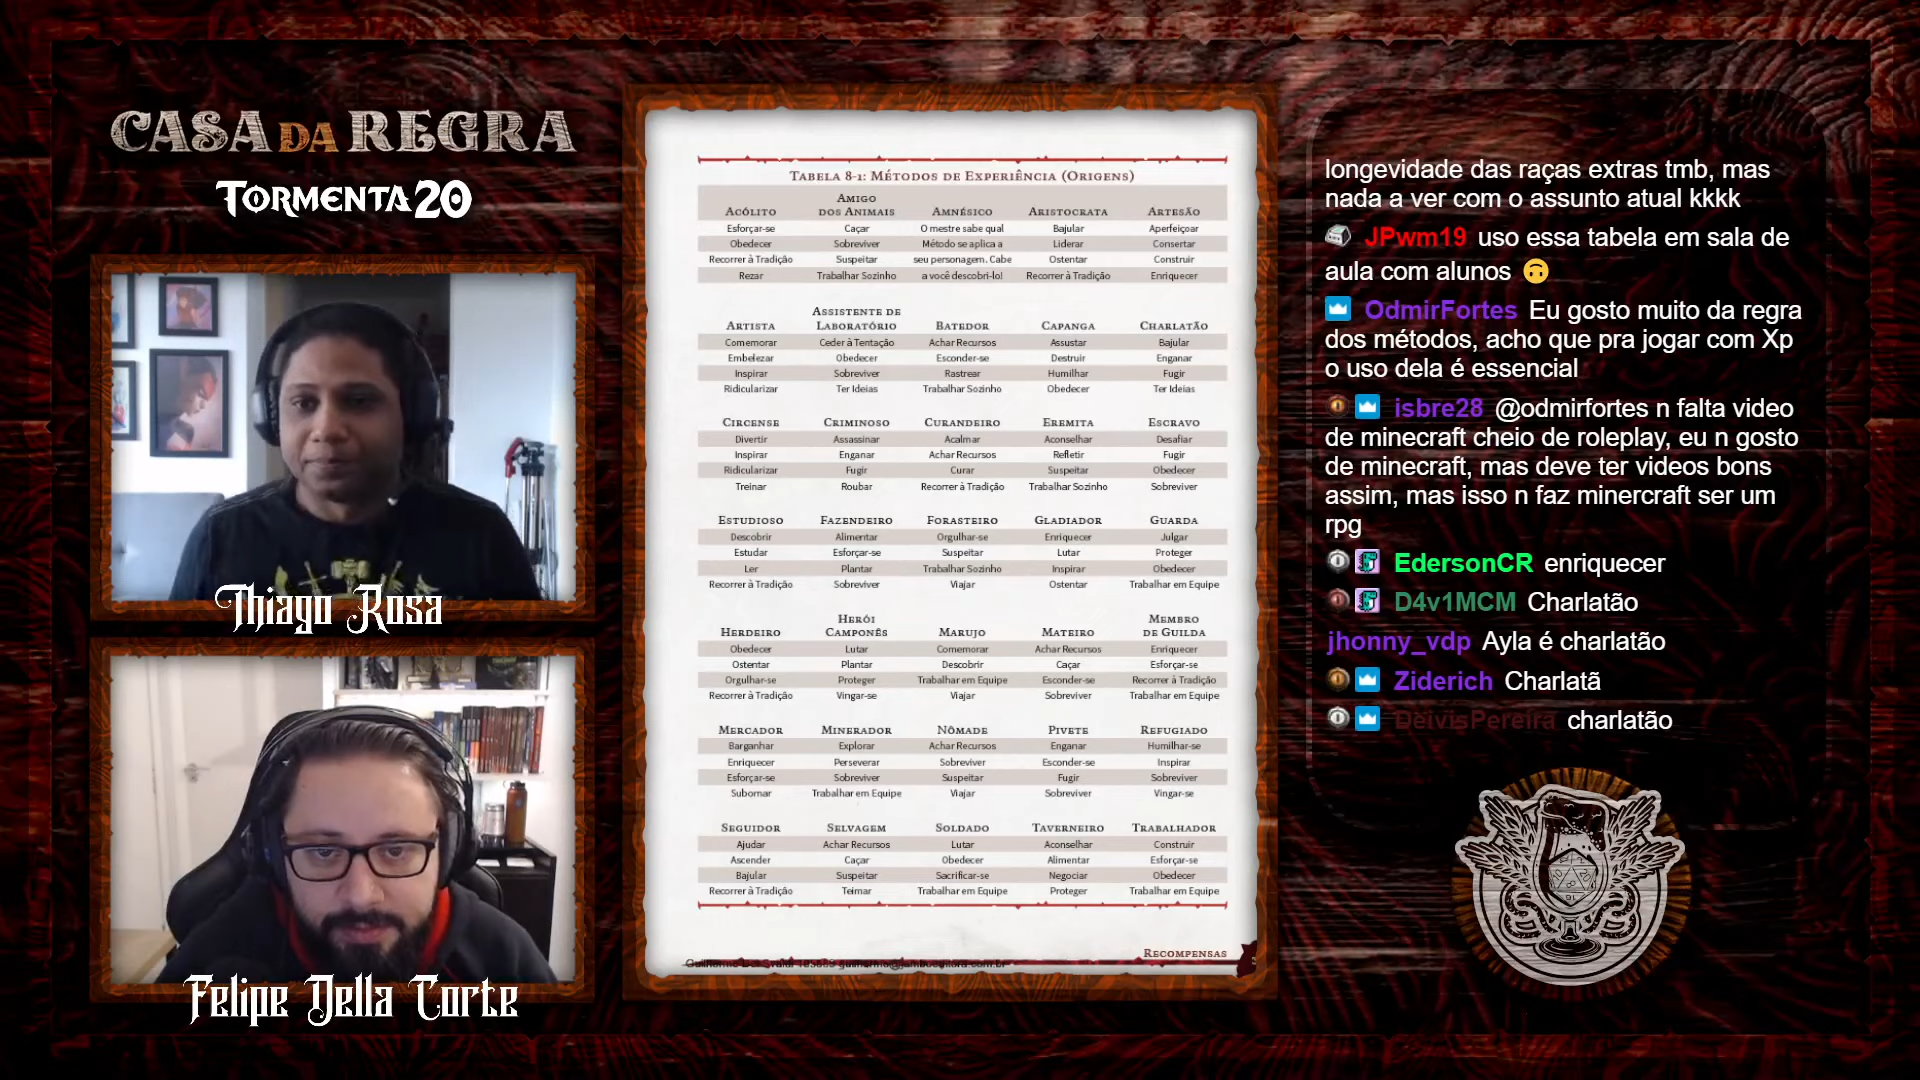 CASA DA REGRA
TORMENTA20
Thiago Rosa
Felipe Della Corte
TABELA 8-1: MÉTODOS DE EXPERIÊNCIA (ORIGENS)
ACÓLITO AMIGO DOS ANIMAIS AMNÉSICO ARISTOCRATA ARTESÃO
Esforçar-se Caçar O mestre sabe qual Bajular Aperfeiçoar
Obedecer Sobreviver Método se aplica a Liderar Consertar
Recorrer à Tradição Suspeitar seu personagem. Cabe Ostentar Construir
Rezar Trabalhar Sozinho a você descobri-lo! Recorrer à Tradição Enriquecer
ARTISTA ASSISTENTE DE LABORATÓRIO BATEDOR CAPANGA CHARLATÃO
Comemorar Ceder à Tentação Achar Recursos Assustar Bajular
Embelezar Obedecer Esconder-se Destruir Enganar
Inspirar Sobreviver Rastrear Humilhar Fugir
Ridicularizar Ter Ideias Trabalhar Sozinho Obedecer Ter Ideias
CIRCENSE CRIMINOSO CURANDEIRO EREMITA ESCRAVO
Divertir Assassinar Acalmar Aconselhar Desafiar
Inspirar Enganar Achar Recursos Refletir Fugir
Ridicularizar Fugir Curar Suspeitar Obedecer
Treinar Roubar Recorrer à Tradição Trabalhar Sozinho Sobreviver
ESTUDIOSO FAZENDEIRO FORASTEIRO GLADIADOR GUARDA
Descobrir Alimentar Orgulhar-se Enriquecer Julgar
Estudar Esforçar-se Suspeitar Lutar Proteger
Ler Plantar Trabalhar Sozinho Inspirar Obedecer
Recorrer à Tradição Sobreviver Viajar Ostentar Trabalhar em Equipe
HERDEIRO HERÓI CAMPONÊS MARUJO MATEIRO MEMBRO DE GUILDA
Obedecer Lutar Comemorar Achar Recursos Enriquecer
Ostentar Plantar Descobrir Caçar Esforçar-se
Orgulhar-se Proteger Trabalhar em Equipe Esconder-se Recorrer à Tradição
Recorrer à Tradição Vingar-se Viajar Sobreviver Trabalhar em Equipe
MERCADOR MINERADOR NÔMADE PIVETE REFUGIADO
Barganhar Explorar Achar Recursos Enganar Humilhar-se
Enriquecer Perseverar Sobreviver Esconder-se Inspirar
Esforçar-se Sobreviver Suspeitar Fugir Sobreviver
Subornar Trabalhar em Equipe Viajar Sobreviver Vingar-se
SEGUIDOR SELVAGEM SOLDADO TAVERNEIRO TRABALHADOR
Ajudar Achar Recursos Lutar Aconselhar Construir
Ascender Caçar Obedecer Alimentar Esforçar-se
Bajular Suspeitar Sacrificar-se Negociar Obedecer
Recorrer à Tradição Teimar Trabalhar em Equipe Proteger Trabalhar em Equipe
RECOMPENSAS
longevidade das raças extras tmb, mas
nada a ver com o assunto atual kkkk
JPwm19 uso essa tabela em sala de
aula com alunos 🙃
OdmirFortes Eu gosto muito da regra
dos métodos, acho que pra jogar com Xp
o uso dela é essencial
isbre28 @odmirfortes n falta video
de minecraft cheio de roleplay, eu n gosto
de minecraft, mas deve ter videos bons
assim, mas isso n faz minercraft ser um
rpg
EdersonCR enriquecer
D4v1MCM Charlatão
jhonny_vdp Ayla é charlatão
Ziderich Charlatã
DeivisPereira charlatão